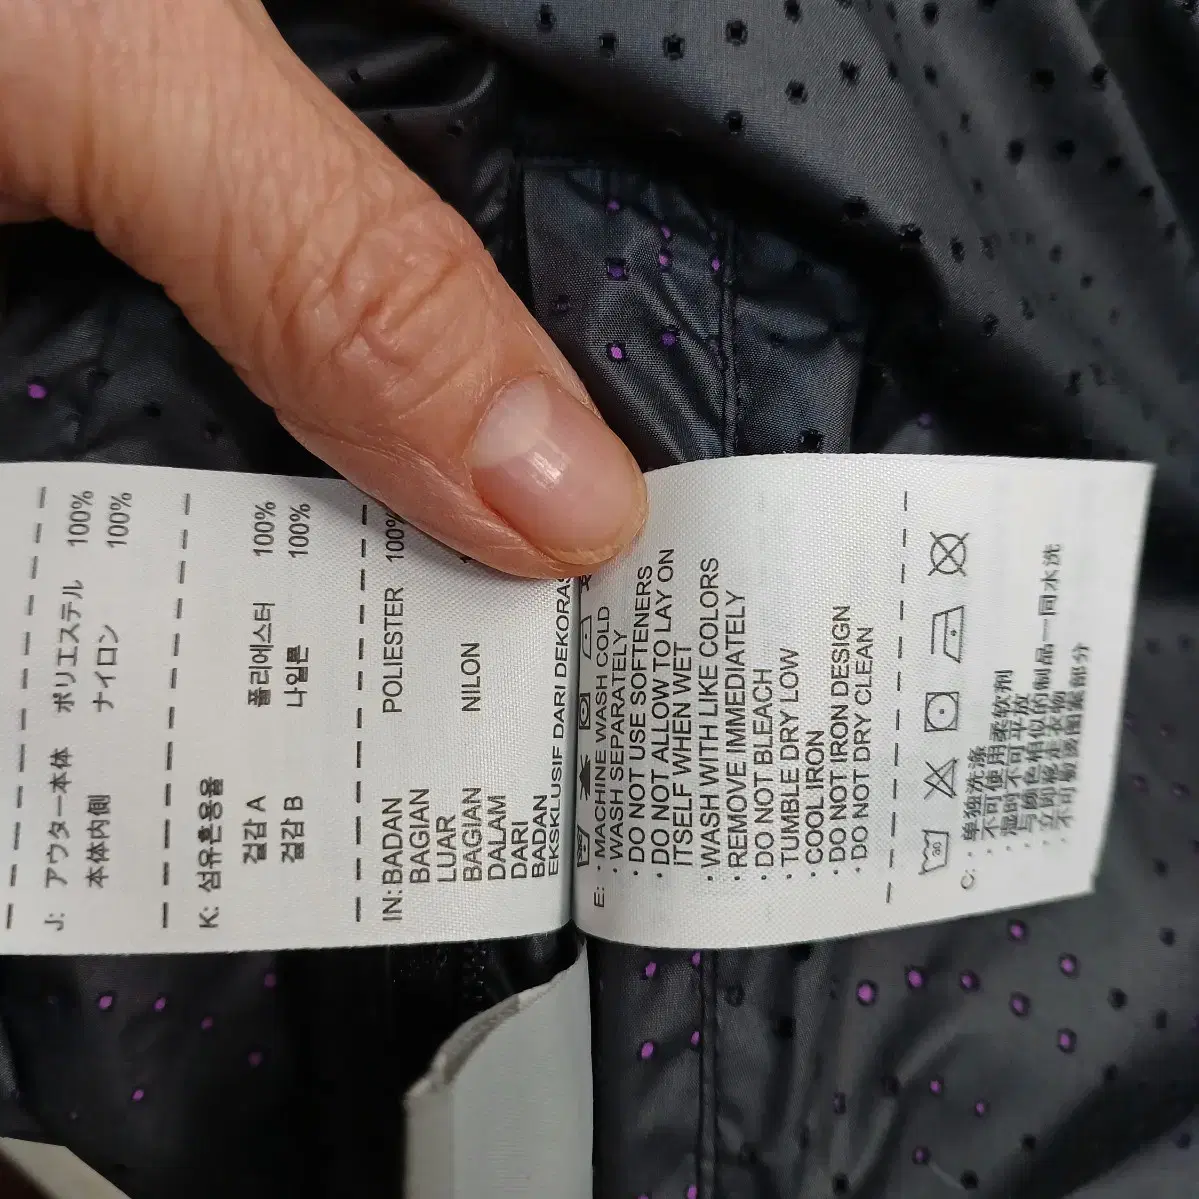 J: アウター本体 ポリエステル 100%
本体内側 ナイロン 100%
K: 섬유혼용율
겉감 A 폴리에스터 100%
겉감 B 나일론 100%
IN: BADAN POLIESTER 100%
BAGIAN
LUAR
BAGIAN NILON
DALAM
DARI
BADAN
EKSKLUSIF DARI DEKORAS
E: · MACHINE WASH COLD
· WASH SEPARATELY
· DO NOT USE SOFTENERS
· DO NOT ALLOW TO LAY ON
ITSELF WHEN WET
· WASH WITH LIKE COLORS
· REMOVE IMMEDIATELY
· DO NOT BLEACH
· TUMBLE DRY LOW
· COOL IRON
· DO NOT IRON DESIGN
· DO NOT DRY CLEAN
30
C: · 单独洗涤
· 不可使用柔软剂
· 湿时不可平放
· 与颜色相似的制品一同水洗
· 立即拖走衣物
· 不可熨烫图案部分